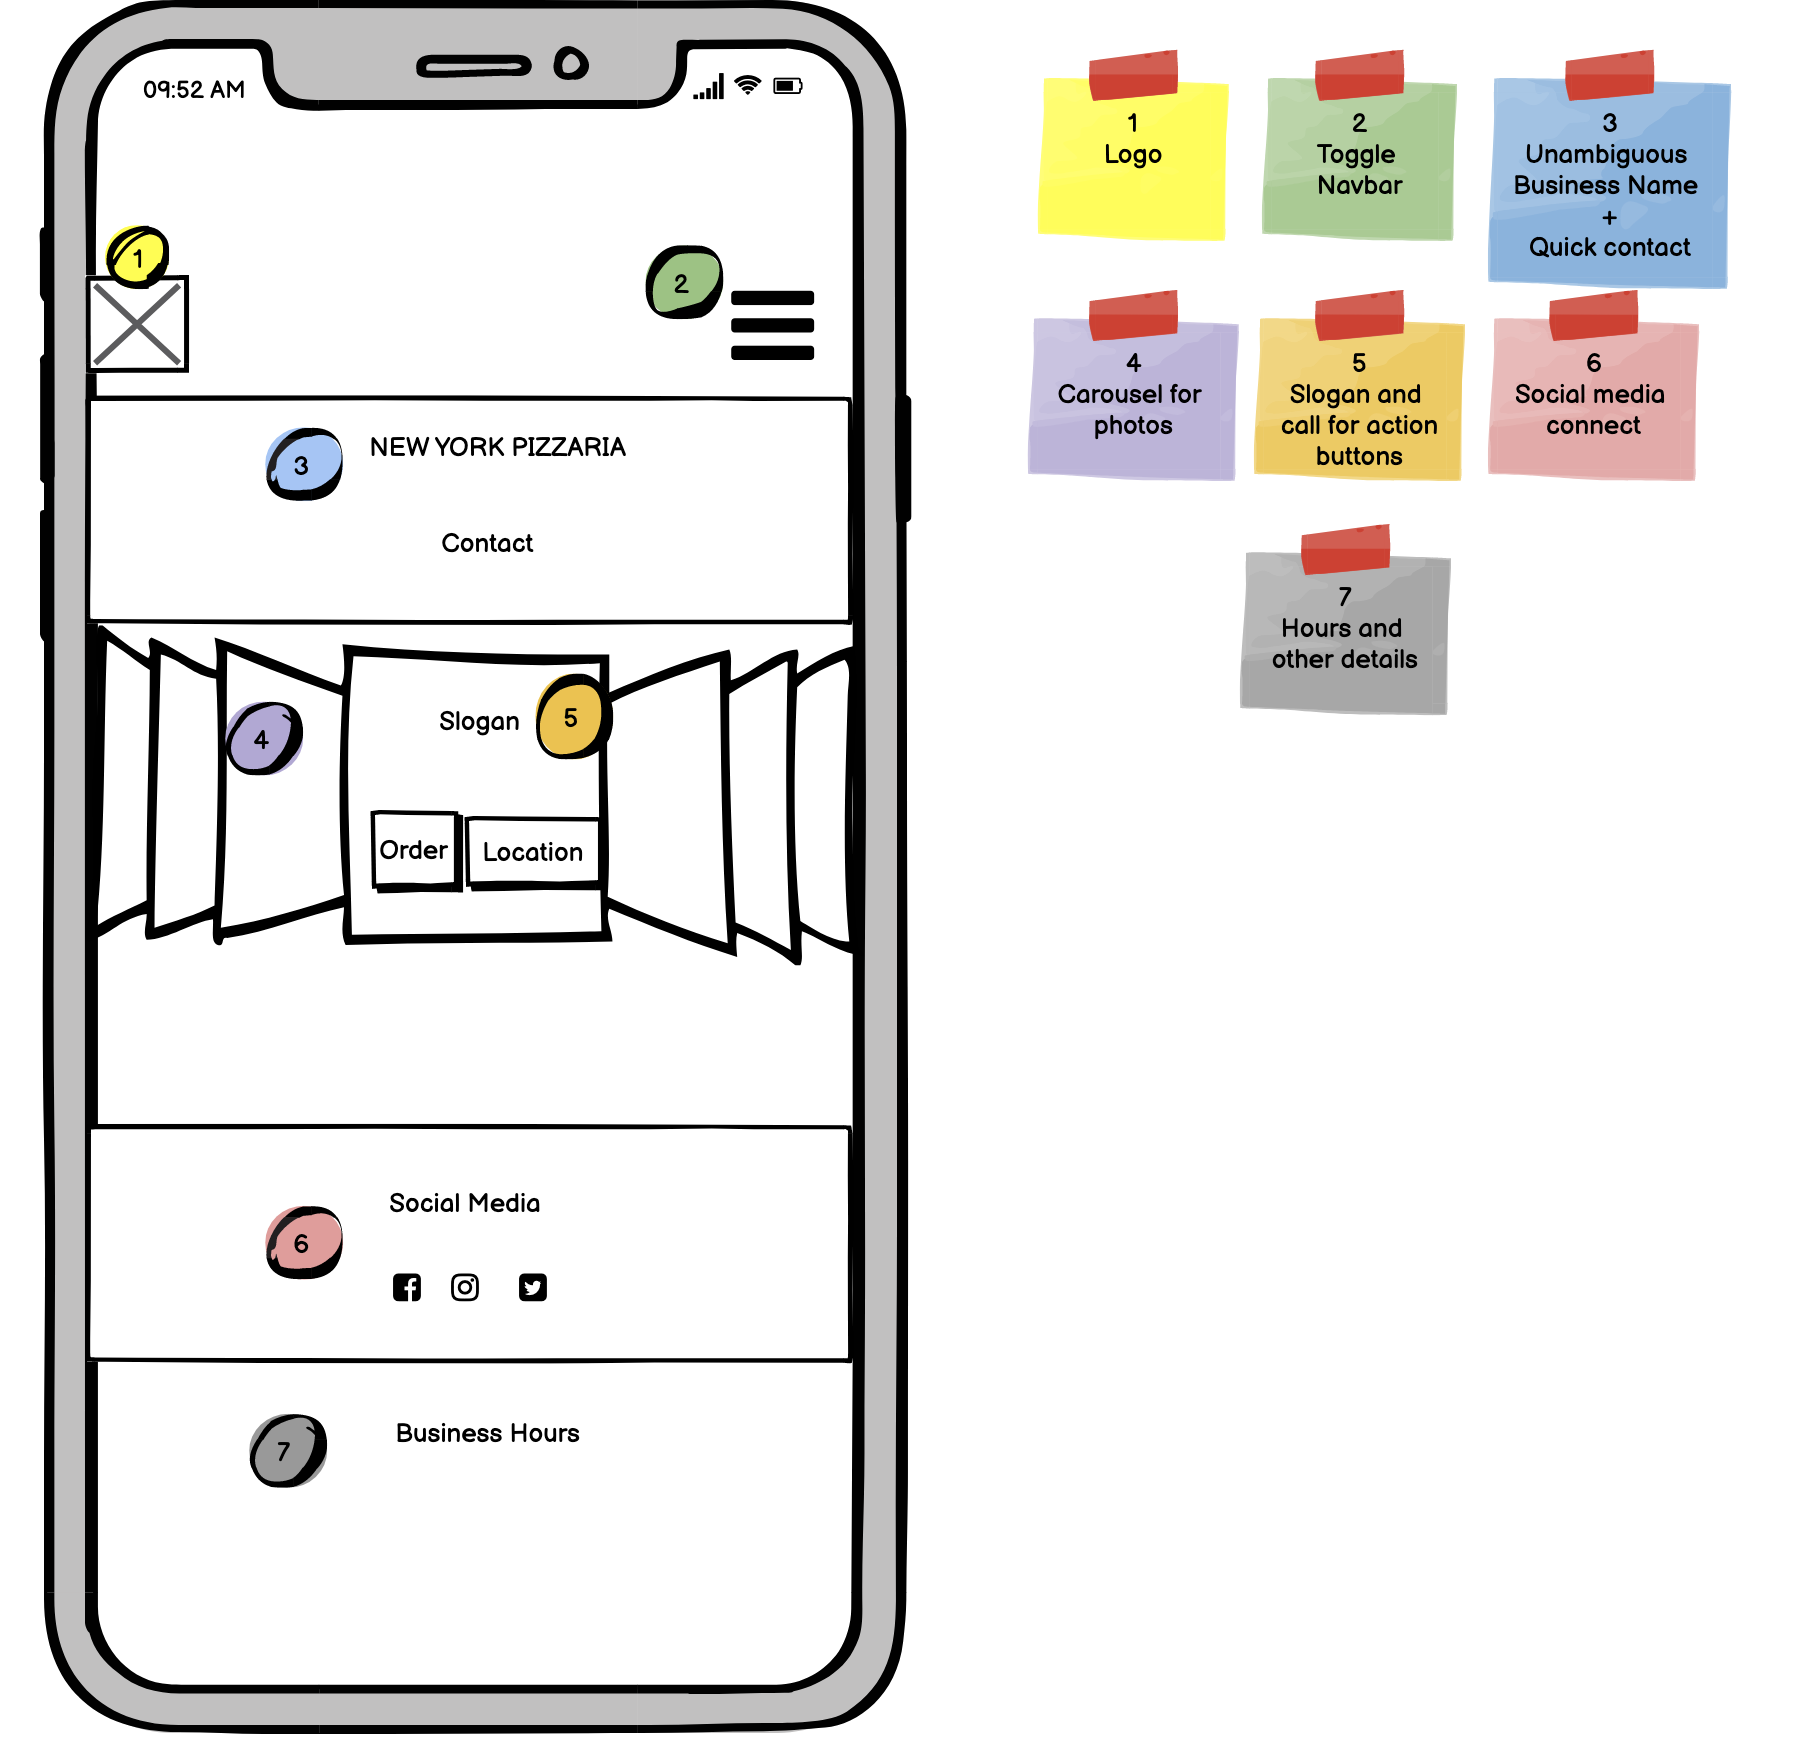 09:52 AM
1
2
3
NEW YORK PIZZARIA
Contact
4
Slogan
5
Order
Location
Social Media
6
7
Business Hours
1
Logo
2
Toggle
Navbar
3
Unambiguous
Business Name
+
Quick contact
4
Carousel for
photos
5
Slogan and
call for action
buttons
6
Social media
connect
7
Hours and
other details